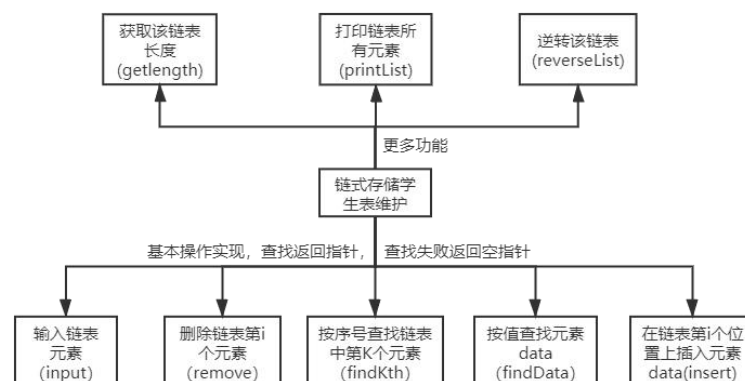 获取该链表
长度
(getlength)
打印链表所
有元素
(printList)
逆转该链表
(reverseList)
更多功能
链式存储学
生表维护
基本操作实现，查找返回指针， 查找失败返回空指针
输入链表
元素
(input)
删除链表第i
个元素
(remove)
按序号查找链表
中第K个元素
(findKth)
按值查找元素
data
(findData)
在链表第i个位
置上插入元素
data(insert)